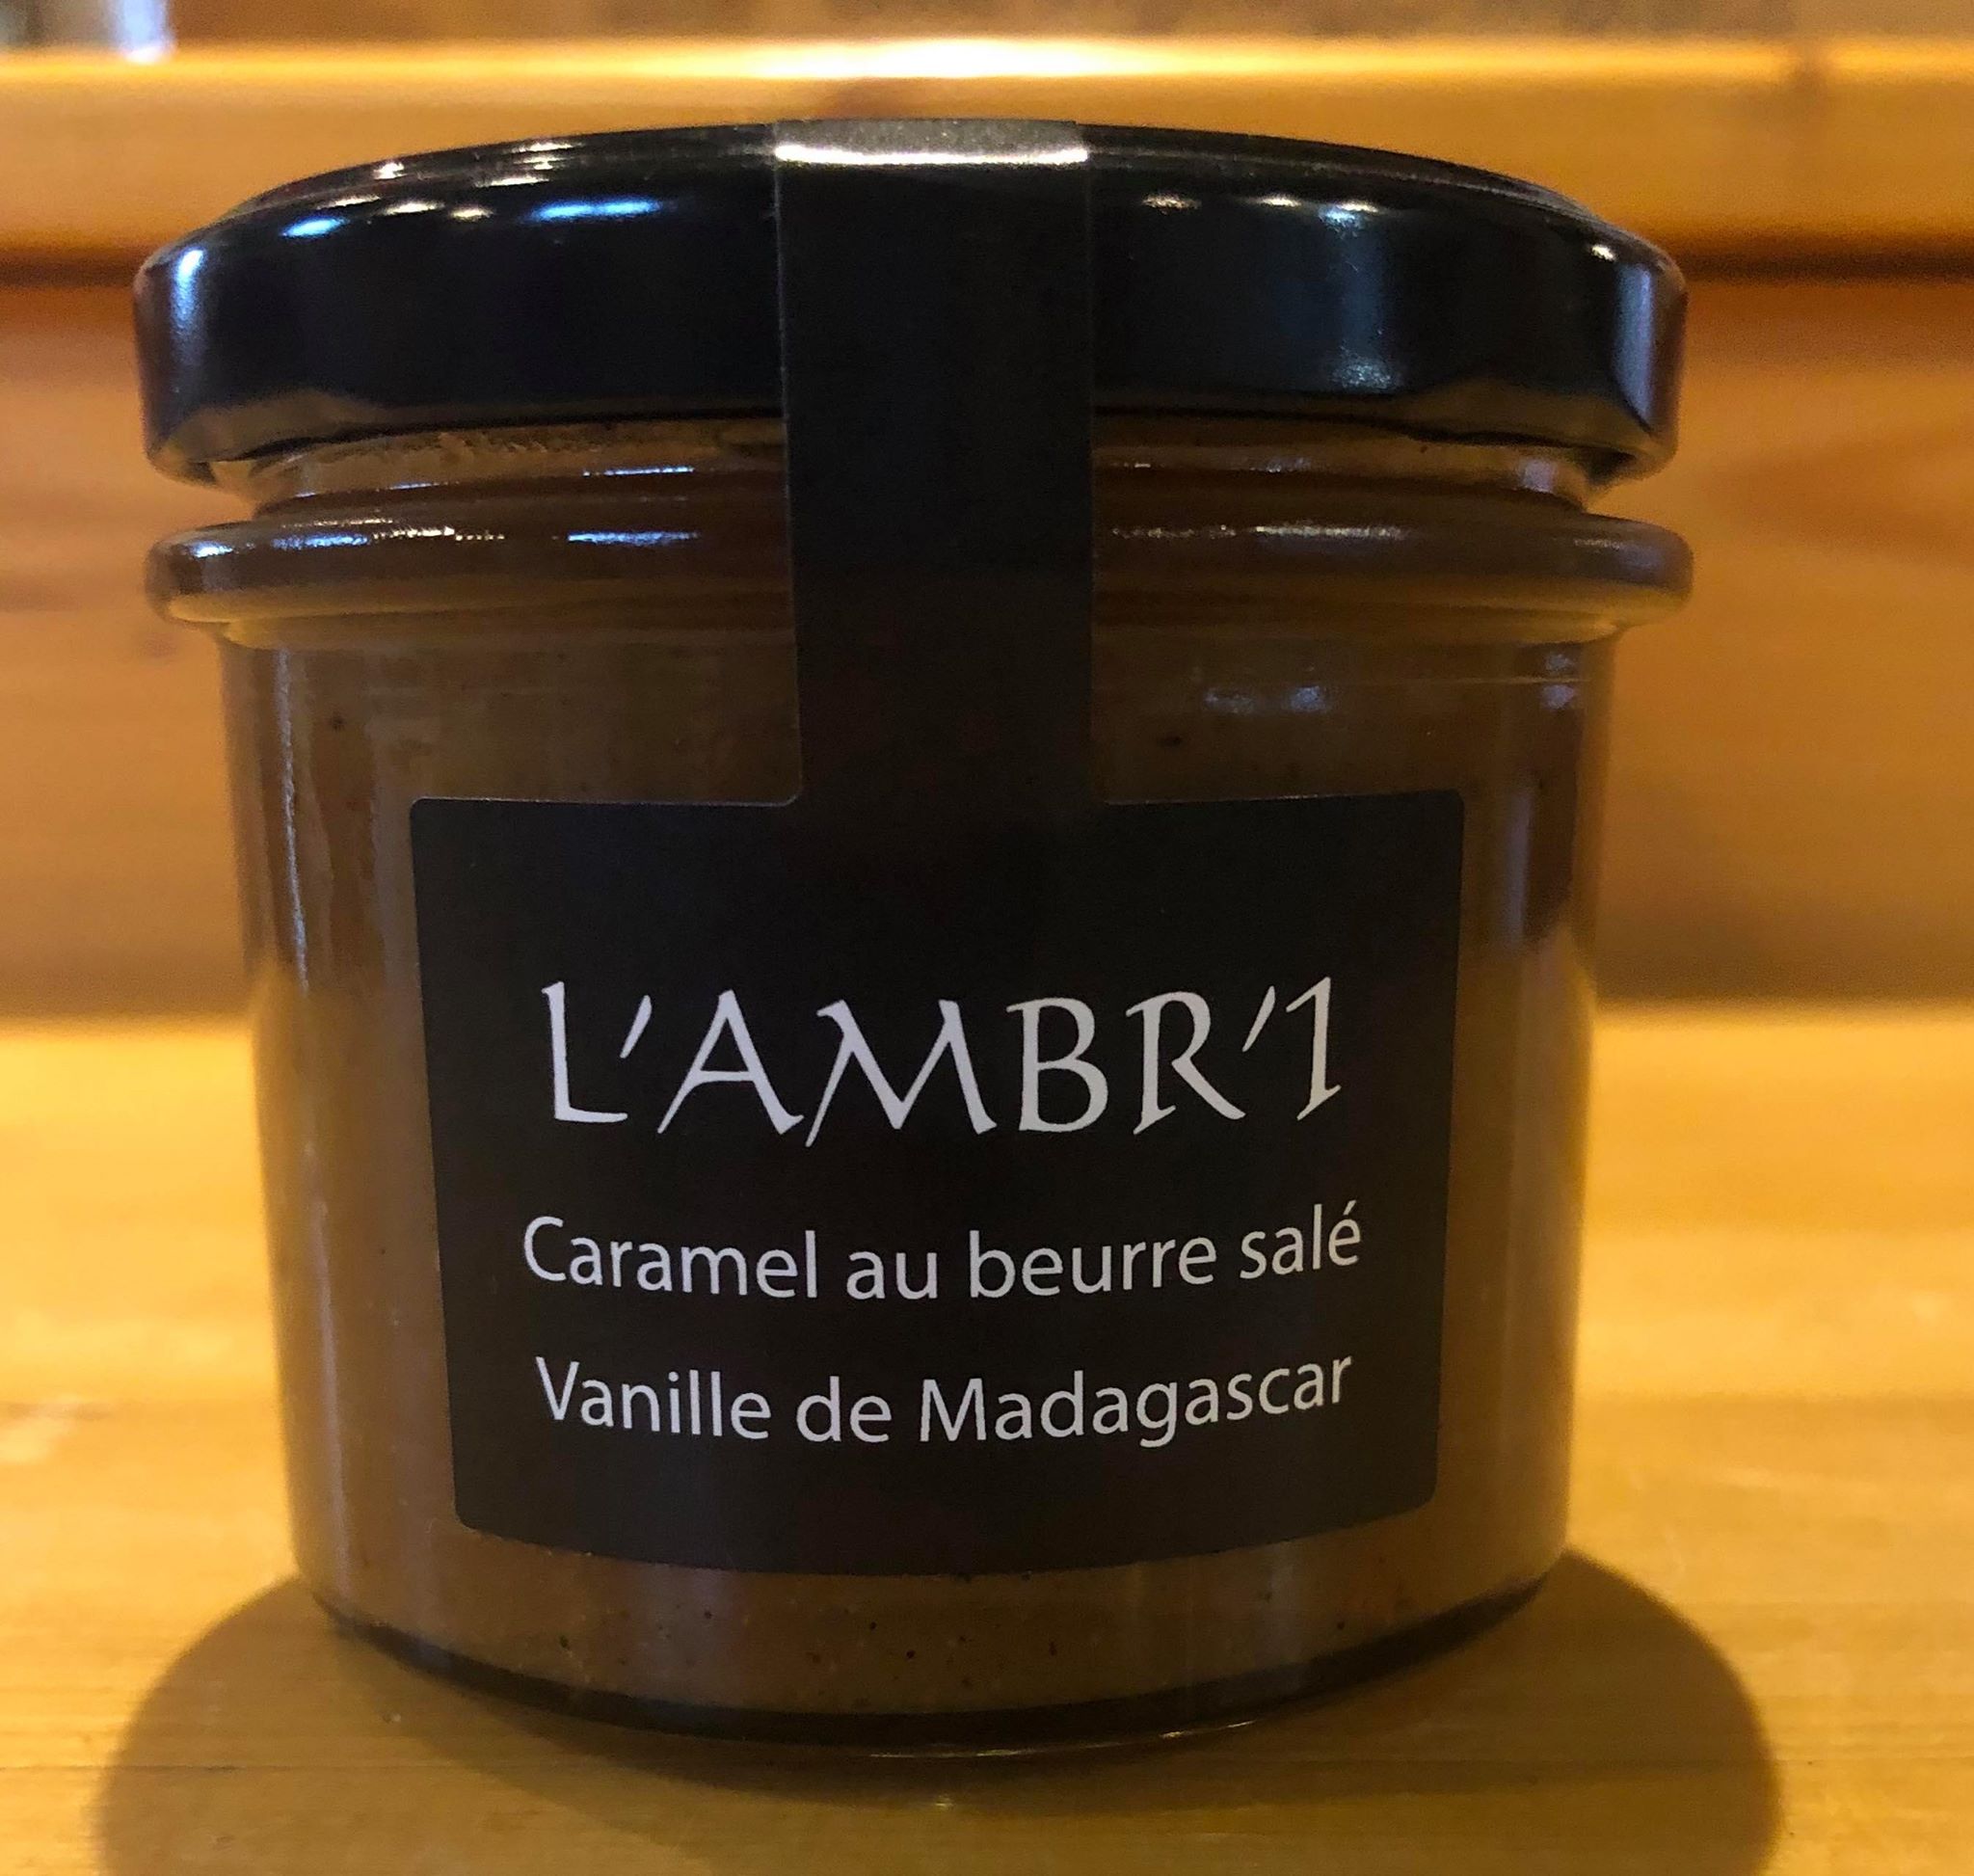 L'AMBR'1
Caramel au beurre salé
Vanille de Madagascar